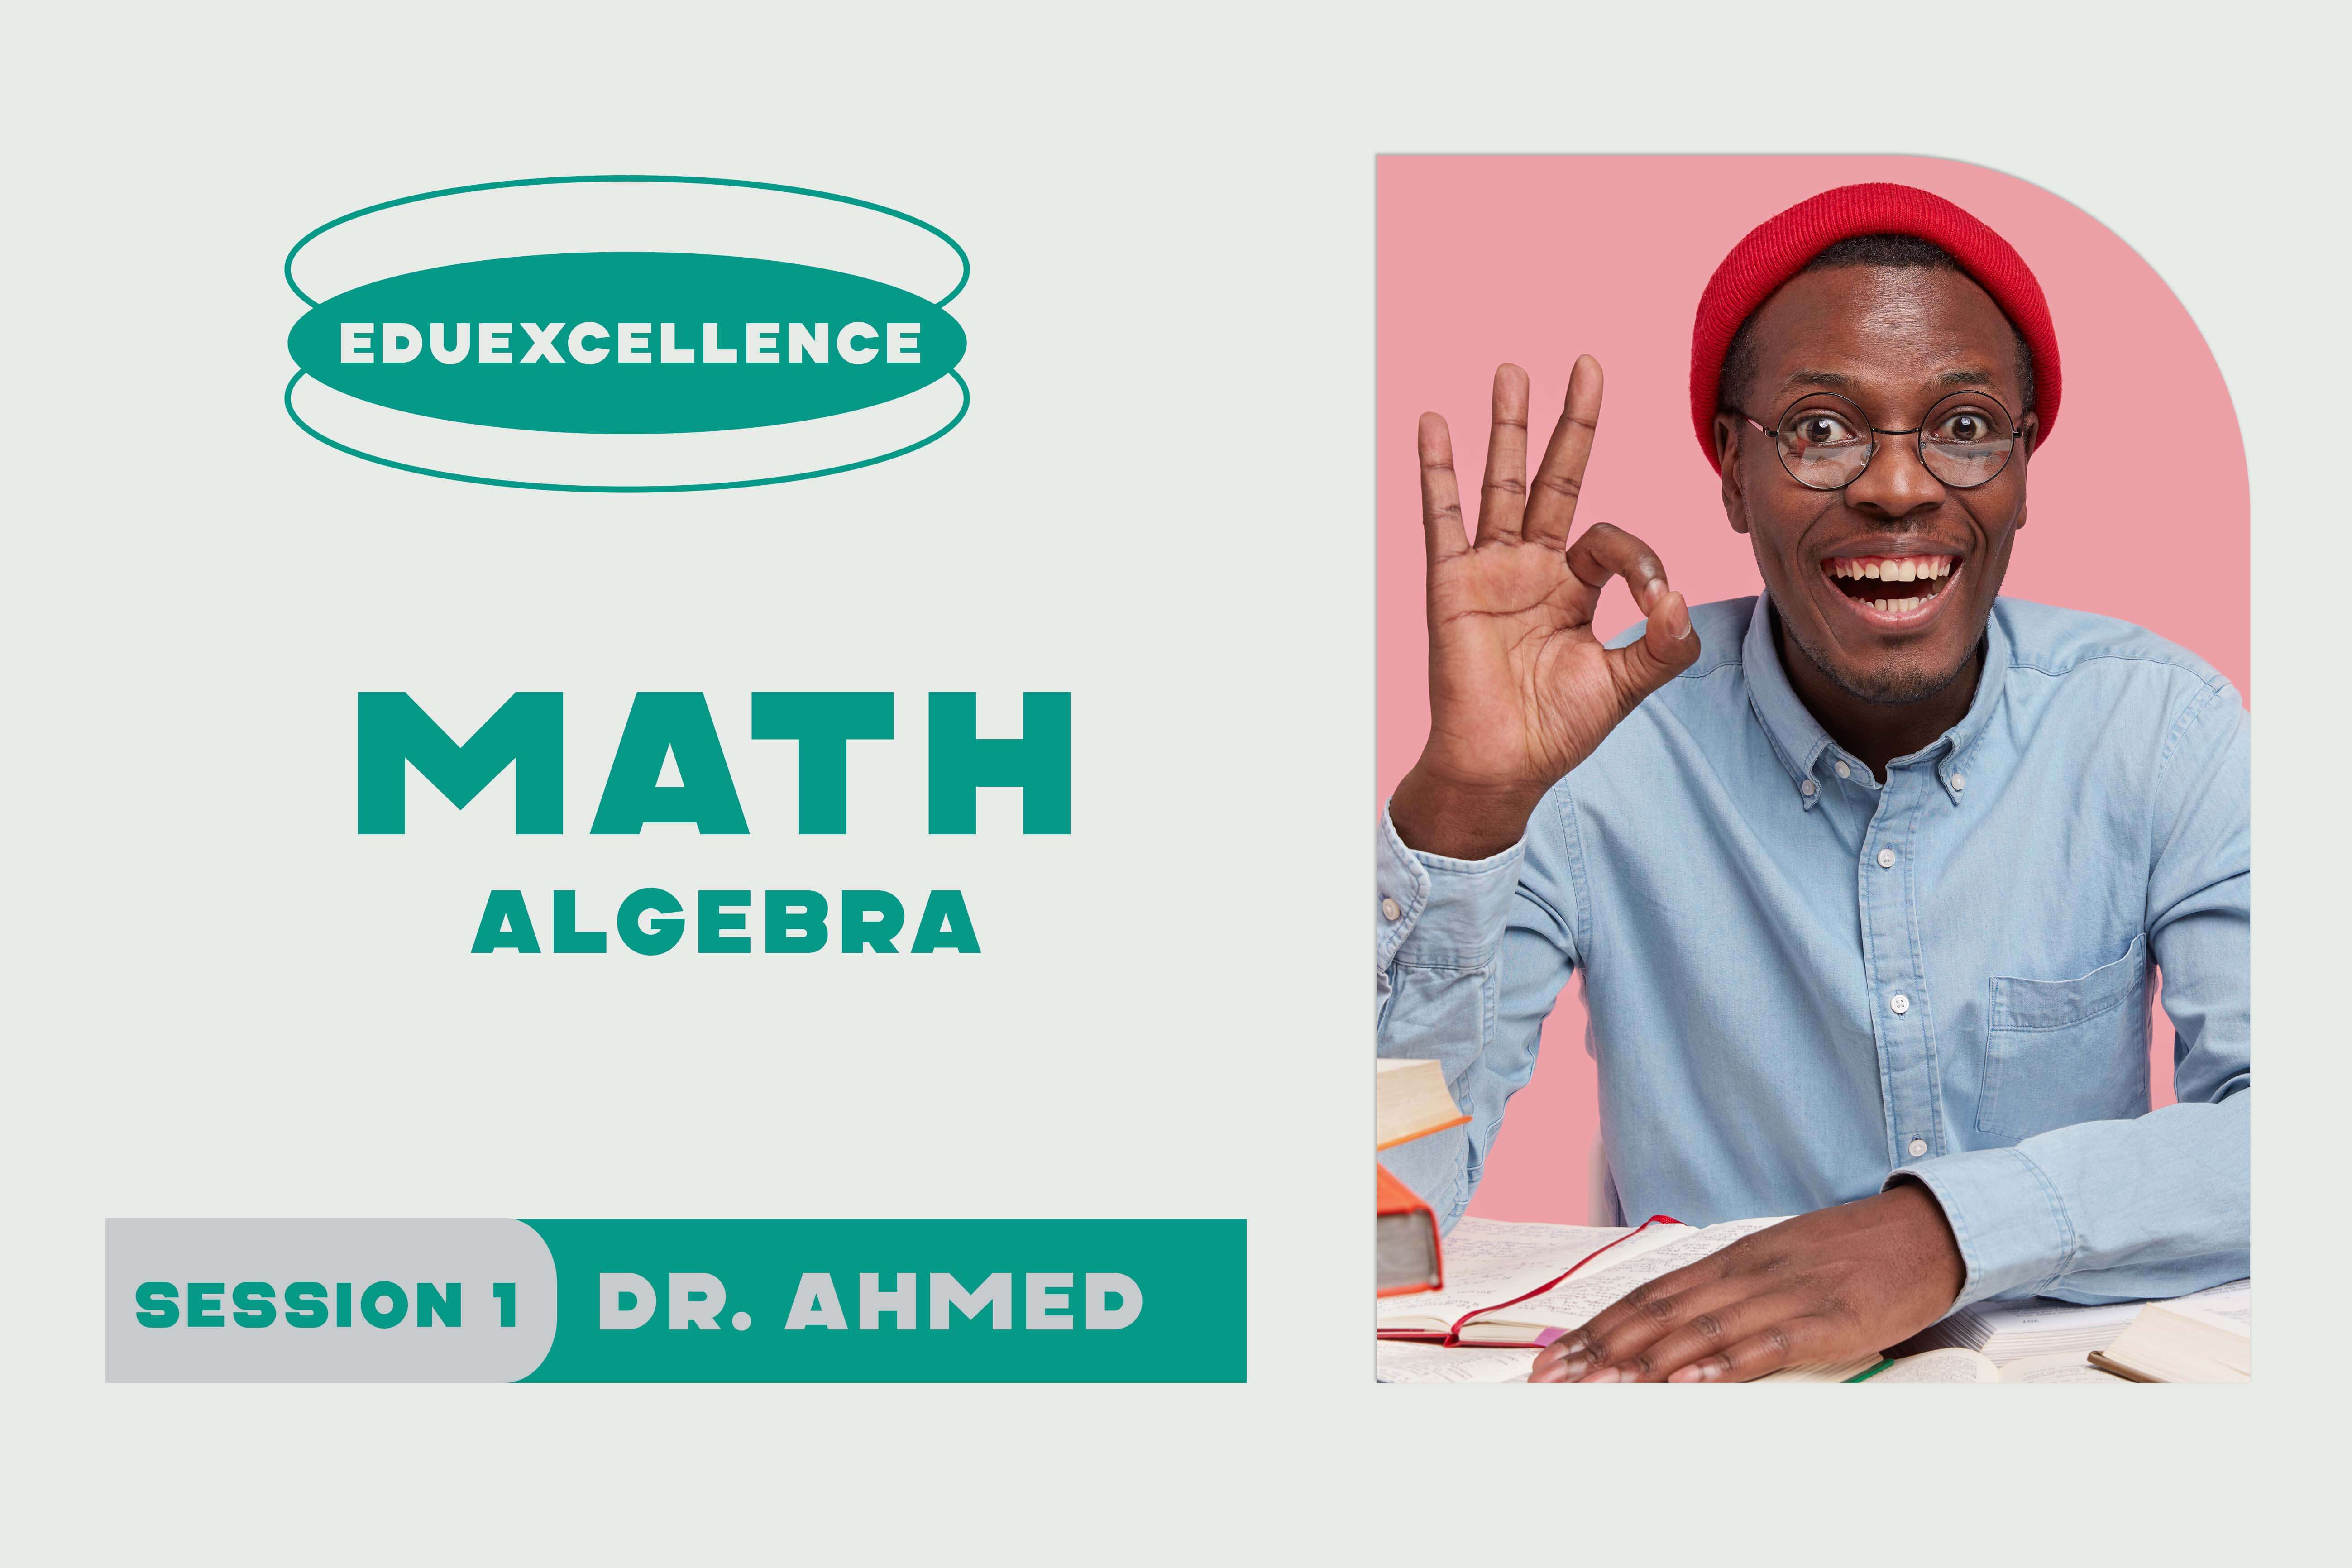 EDUEXCELLENCE
MATH
ALGEBRA
SESSION 1
DR. AHMED